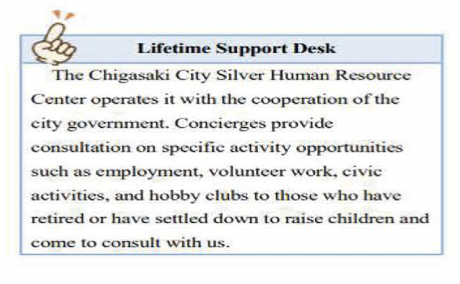 Lifetime Support Desk
The Chigasaki City Silver Human Resource
Center operates it with the cooperation of the
city government. Concierges provide
consultation on specific activity opportunities
such as employment, volunteer work, civic
activities, and hobby clubs to those who have
retired or have settled down to raise children and
come to consult with us.